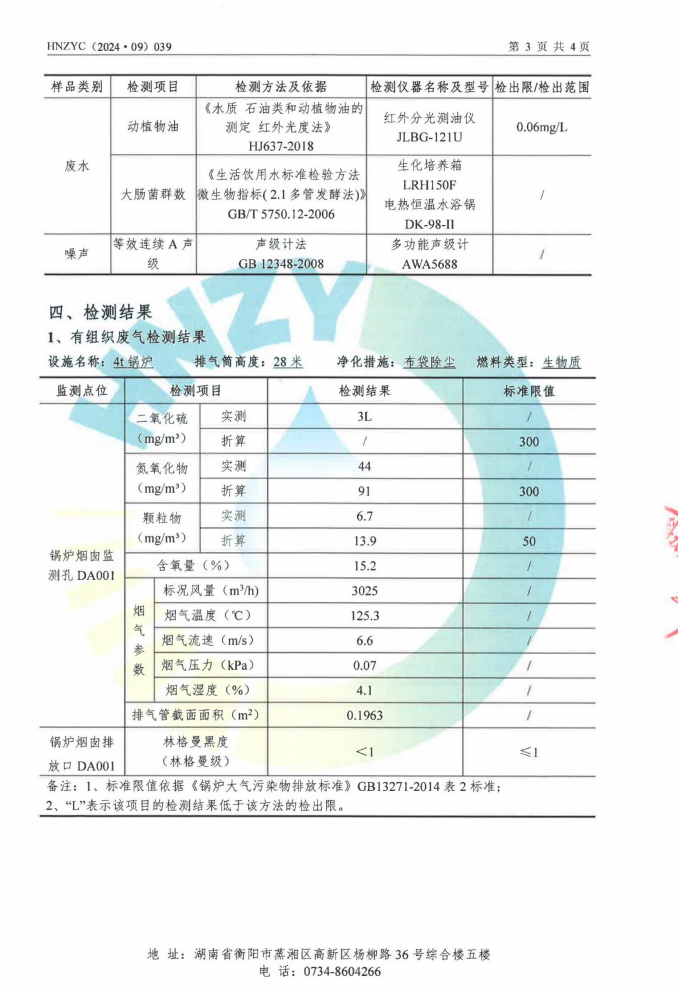 HNZYC（2024·09）039 第 3 页 共 4 页
样品类别 检测项目 检测方法及依据 检测仪器名称及型号 检出限/检出范围
废水 动植物油 《水质 石油类和动植物油的
测定 红外光度法》
HJ637-2018 红外分光测油仪
JLBG-121U 0.06mg/L
大肠菌群数 《生活饮用水标准检验方法
微生物指标( 2.1多管发酵法)》
GB/T 5750.12-2006 生化培养箱
LRH150F
电热恒温水浴锅
DK-98-II /
噪声 等效连续 A 声
级 声级计法
GB 12348-2008 多功能声级计
AWA5688 /
四、检测结果
1、有组织废气检测结果
设施名称：4t 锅炉 排气筒高度：28 米 净化措施：布袋除尘 燃料类型：生物质
监测点位 检测项目 检测结果 标准限值
锅炉烟囱监
测孔 DA001 二氧化硫
（mg/m³） 实测 3L /
折算 / 300
氮氧化物
（mg/m³） 实测 44 /
折算 91 300
颗粒物
（mg/m³） 实测 6.7 /
折算 13.9 50
含氧量（%） 15.2 /
烟气参数 标况风量（m³/h) 3025 /
烟气温度（℃） 125.3 /
烟气流速（m/s） 6.6 /
烟气压力（kPa） 0.07 /
烟气湿度（%） 4.1 /
排气管截面面积（m²） 0.1963 /
锅炉烟囱排
放口 DA001 林格曼黑度
（林格曼级） ＜1 ≤1
备注：1、标准限值依据《锅炉大气污染物排放标准》GB13271-2014 表 2 标准；
2、“L”表示该项目的检测结果低于该方法的检出限。
HNZY
地 址：湖南省衡阳市蒸湘区高新区杨柳路 36 号综合楼五楼
电 话：0734-8604266